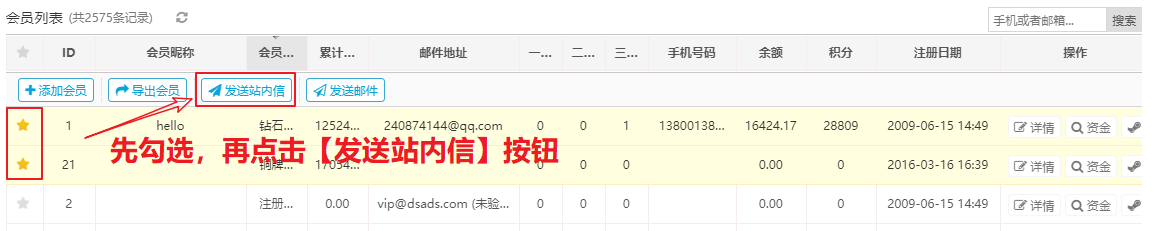 会员列表 (共2575条记录) 手机或者邮箱... 搜索
ID 会员昵称 会员... 累计... 邮件地址 一... 二... 三... 手机号码 余额 积分 注册日期 操作
添加会员 导出会员 发送站内信 发送邮件
1 hello 钻石... 12524... 240874144@qq.com 0 0 1 13800138... 16424.17 28809 2009-06-15 14:49 详情 资金
先勾选，再点击【发送站内信】按钮
21 铜牌... 17054... 0 0 0 0.00 0 2016-03-16 16:39 详情 资金
2 注册... 0.00 vip@dsads.com (未验... 0 0 0 0.00 0 2009-06-15 14:49 详情 资金